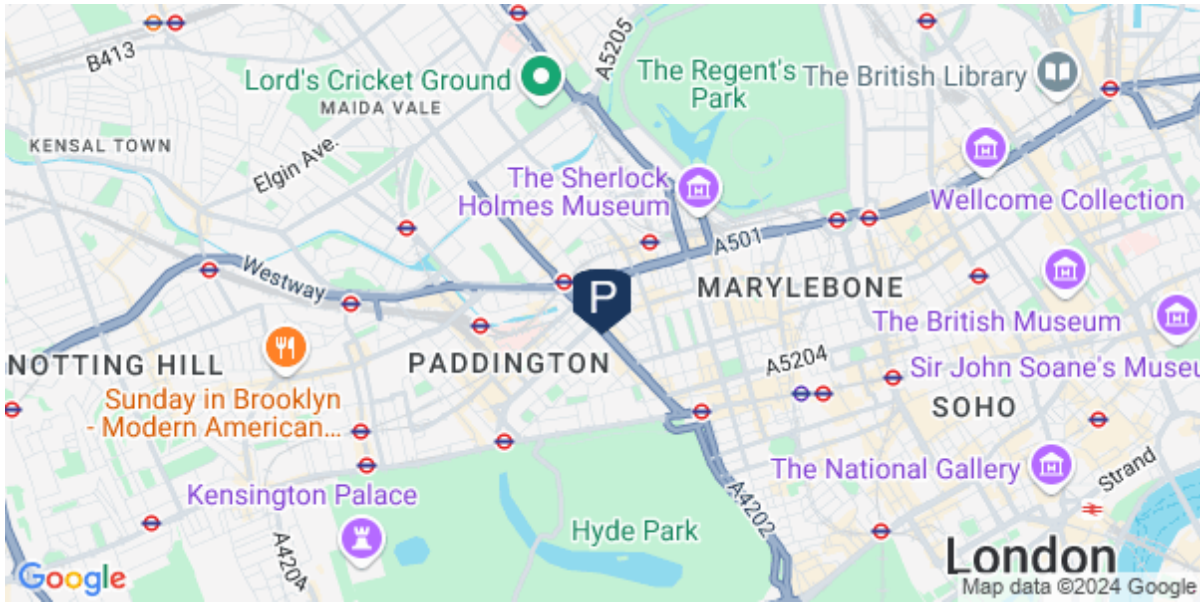 B413
A5205
Lord's Cricket Ground
MAIDA VALE
The Regent's
Park
The British Library
KENSAL TOWN
Elgin Ave.
The Sherlock
Holmes Museum
Wellcome Collection
A501
Westway
P
MARYLEBONE
The British Museum
NOTTING HILL
PADDINGTON
A5204
Sir John Soane's Museu
Sunday in Brooklyn
- Modern American...
SOHO
The National Gallery
Strand
Kensington Palace
A4202
Hyde Park
A4204
London
Google
Map data ©2024 Google